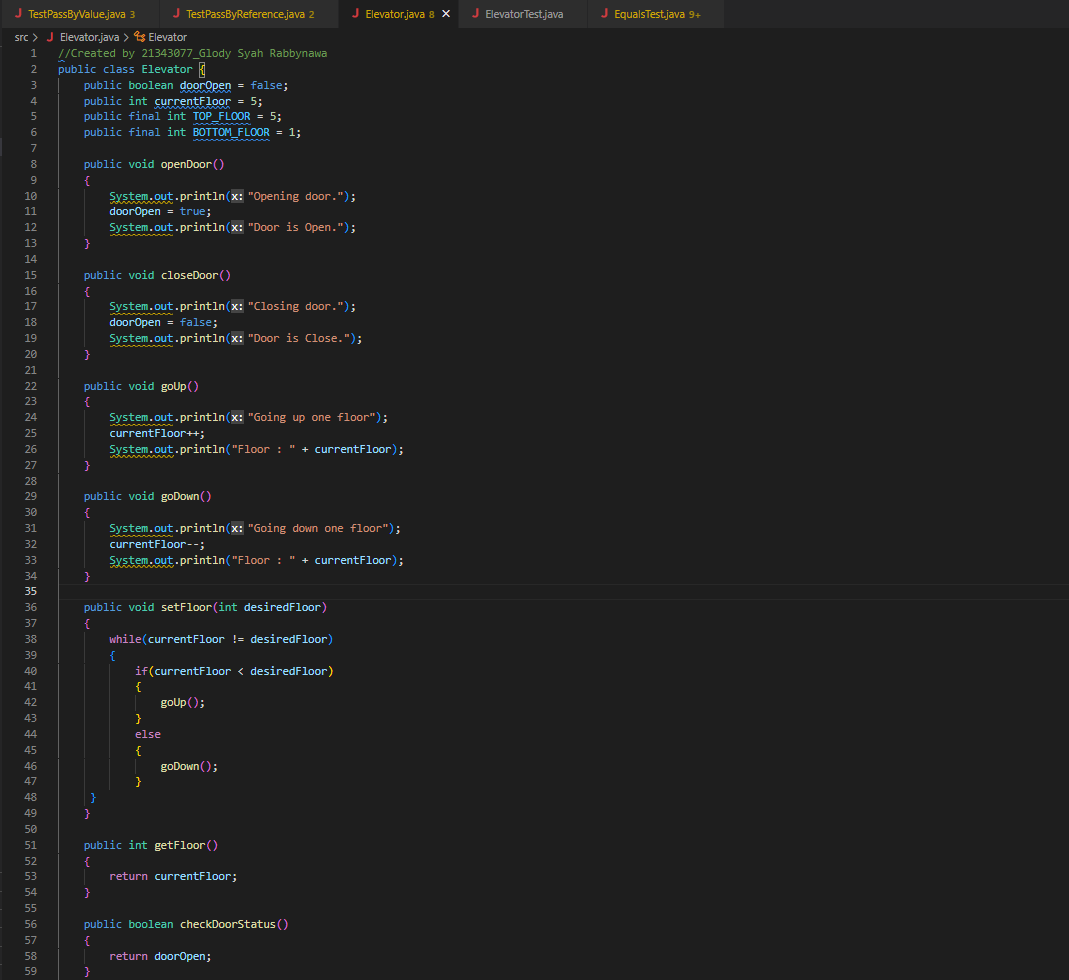 J TestPassByValue.java 3 J TestPassByReference.java 2 J Elevator.java 8 × J ElevatorTest.java J EqualsTest.java 9+
src > J Elevator.java > Elevator
1 //Created by 21343077_Glody Syah Rabbynawa
2 public class Elevator {
3 public boolean doorOpen = false;
4 public int currentFloor = 5;
5 public final int TOP_FLOOR = 5;
6 public final int BOTTOM_FLOOR = 1;
7
8 public void openDoor()
9 {
10 System.out.println(x: "Opening door.");
11 doorOpen = true;
12 System.out.println(x: "Door is Open.");
13 }
14
15 public void closeDoor()
16 {
17 System.out.println(x: "Closing door.");
18 doorOpen = false;
19 System.out.println(x: "Door is Close.");
20 }
21
22 public void goUp()
23 {
24 System.out.println(x: "Going up one floor");
25 currentFloor++;
26 System.out.println("Floor : " + currentFloor);
27 }
28
29 public void goDown()
30 {
31 System.out.println(x: "Going down one floor");
32 currentFloor--;
33 System.out.println("Floor : " + currentFloor);
34 }
35
36 public void setFloor(int desiredFloor)
37 {
38 while(currentFloor != desiredFloor)
39 {
40 if(currentFloor < desiredFloor)
41 {
42 goUp();
43 }
44 else
45 {
46 goDown();
47 }
48 }
49 }
50
51 public int getFloor()
52 {
53 return currentFloor;
54 }
55
56 public boolean checkDoorStatus()
57 {
58 return doorOpen;
59 }